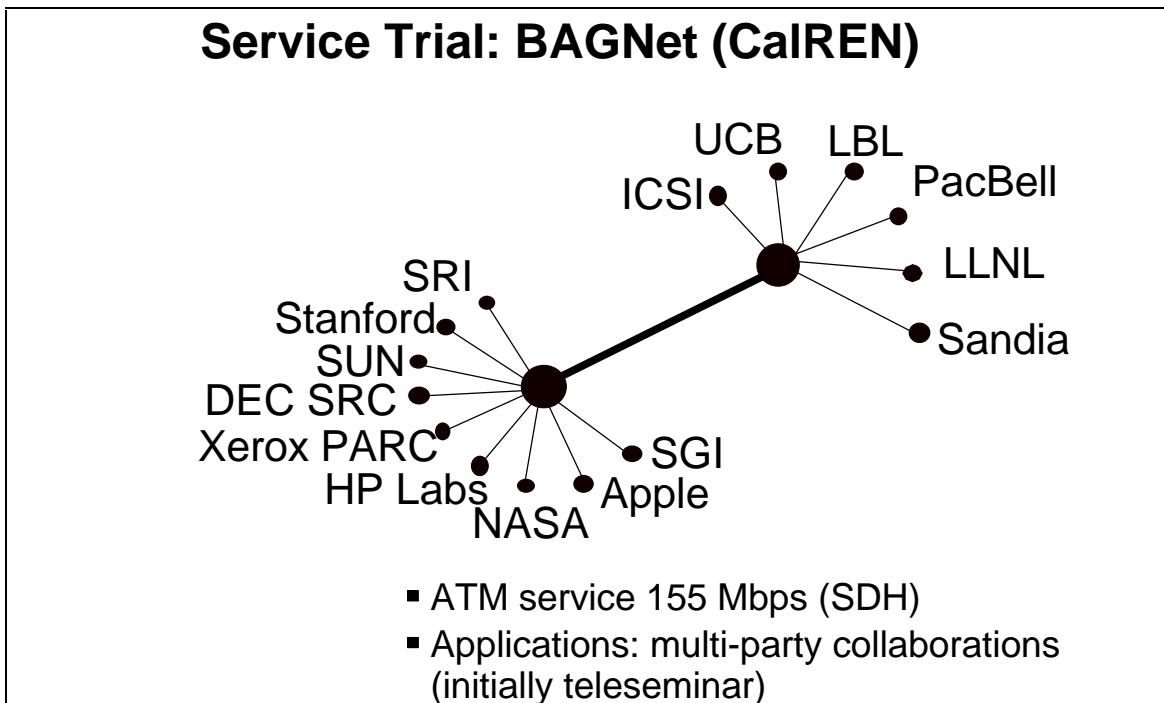 Service Trial: BAGNet (CalREN)
UCB
LBL
ICSI
PacBell
LLNL
Sandia
SRI
Stanford
SUN
DEC SRC
Xerox PARC
HP Labs
NASA
Apple
SGI
▪ ATM service 155 Mbps (SDH)
▪ Applications: multi-party collaborations
(initially teleseminar)